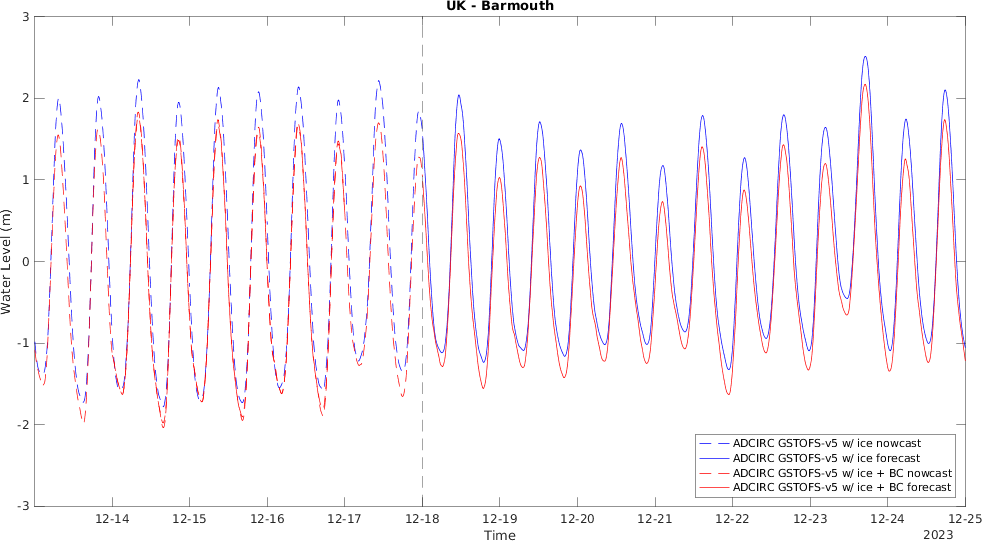 UK - Barmouth
3
2
1
0
-1
-2
-3
Water Level (m)
ADCIRC GSTOFS-v5 w/ ice nowcast
ADCIRC GSTOFS-v5 w/ ice forecast
ADCIRC GSTOFS-v5 w/ ice + BC nowcast
ADCIRC GSTOFS-v5 w/ ice + BC forecast
12-14 12-15 12-16 12-17 12-18 12-19 12-20 12-21 12-22 12-23 12-24 12-25
Time 2023